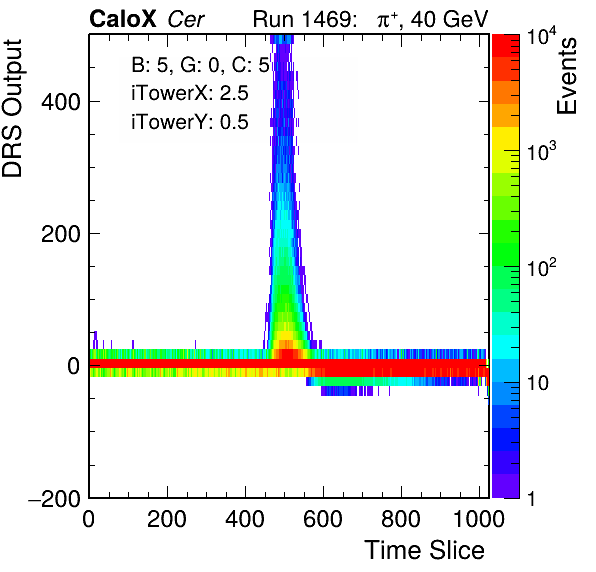 CaloX Cer Run 1469: π⁺, 40 GeV
B: 5, G: 0, C: 5
iTowerX: 2.5
iTowerY: 0.5
DRS Output
400
200
0
−200
0 200 400 600 800 1000
Time Slice
Events
10⁴
10³
10²
10
1